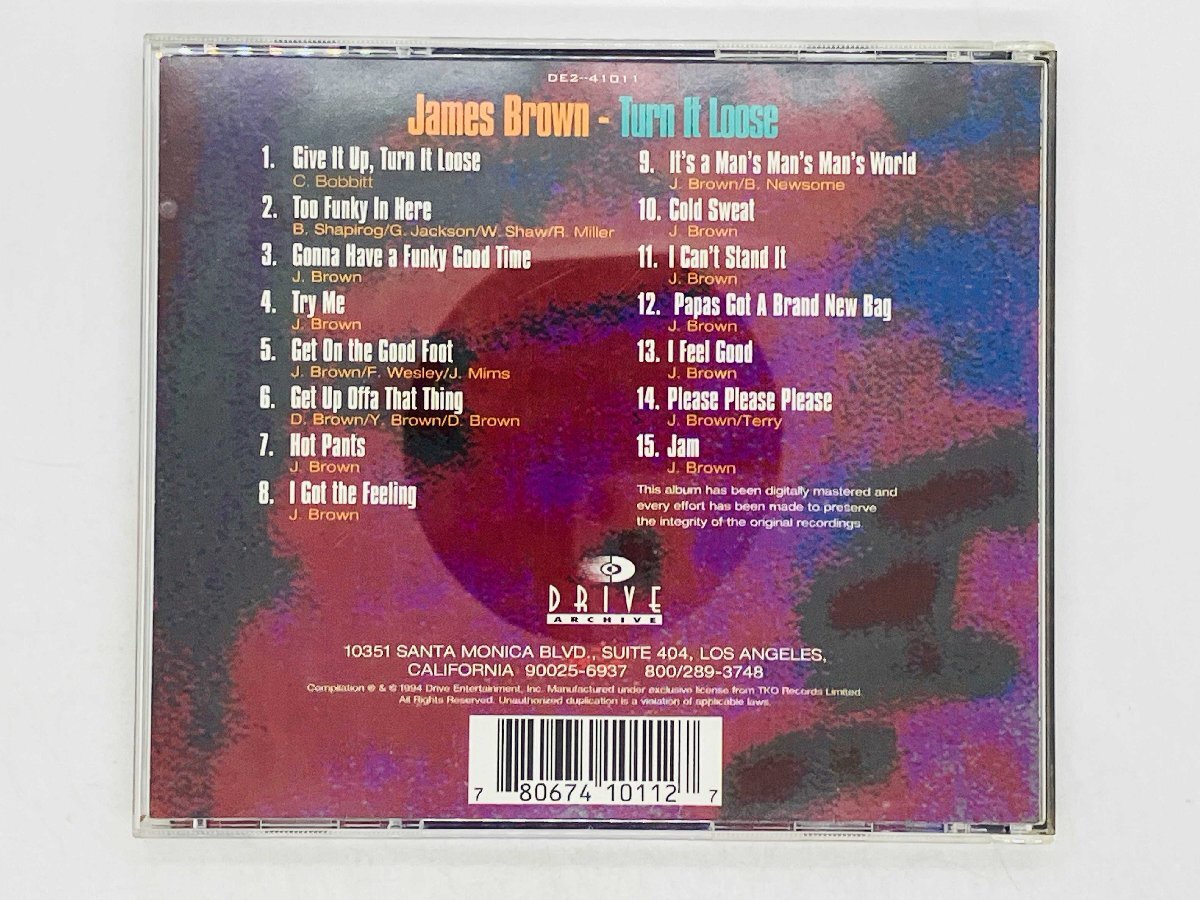 DE2-41011
James Brown - Turn It Loose
1. Give It Up, Turn It Loose
C. Bobbitt
2. Too Funky In Here
B. Shapirog/G. Jackson/W. Shaw/R. Miller
3. Gonna Have a Funky Good Time
J. Brown
4. Try Me
J. Brown
5. Get On the Good Foot
J. Brown/F. Wesley/J. Mims
6. Get Up Offa That Thing
D. Brown/Y. Brown/D. Brown
7. Hot Pants
J. Brown
8. I Got the Feeling
J. Brown
9. It's a Man's Man's Man's World
J. Brown/B. Newsome
10. Cold Sweat
J. Brown
11. I Can't Stand It
J. Brown
12. Papas Got A Brand New Bag
J. Brown
13. I Feel Good
J. Brown
14. Please Please Please
J. Brown/Terry
15. Jam
J. Brown
This album has been digitally mastered and
every effort has been made to preserve
the integrity of the original recordings.
DRIVE
ARCHIVE
10351 SANTA MONICA BLVD., SUITE 404, LOS ANGELES,
CALIFORNIA 90025-6937 800/289-3748
Compilation ℗ & © 1994 Drive Entertainment, Inc. Manufactured under exclusive license from TKO Records Limited.
All Rights Reserved. Unauthorized duplication is a violation of applicable laws.
7 80674 10112 7